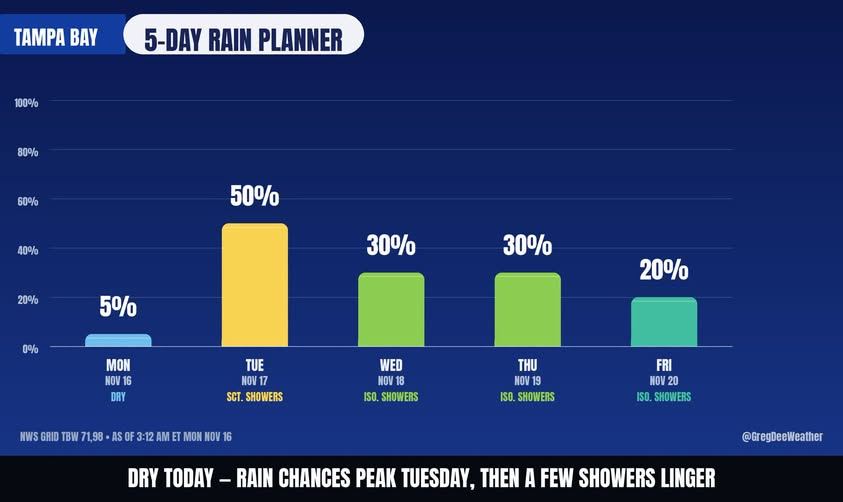 TAMPA BAY
5-DAY RAIN PLANNER
100%
80%
60%
40%
20%
0%
5%
50%
30%
30%
20%
MON
NOV 16
DRY
TUE
NOV 17
SCT. SHOWERS
WED
NOV 18
ISO. SHOWERS
THU
NOV 19
ISO. SHOWERS
FRI
NOV 20
ISO. SHOWERS
NWS GRID TBW 71,98 • AS OF 3:12 AM ET MON NOV 16
@GregDeeWeather
DRY TODAY – RAIN CHANCES PEAK TUESDAY, THEN A FEW SHOWERS LINGER